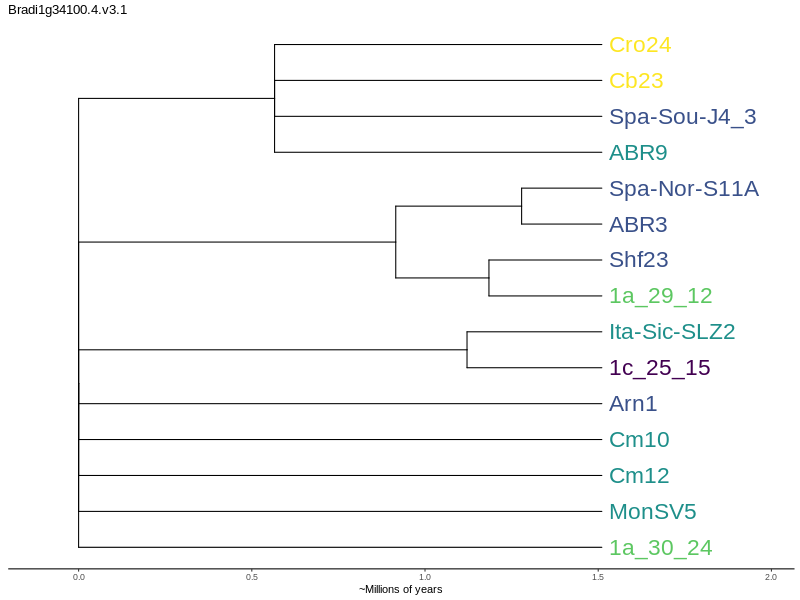 Bradi1g34100.4.v3.1
Cro24
Cb23
Spa-Sou-J4_3
ABR9
Spa-Nor-S11A
ABR3
Shf23
1a_29_12
Ita-Sic-SLZ2
1c_25_15
Arn1
Cm10
Cm12
MonSV5
1a_30_24
0.0 0.5 1.0 1.5 2.0
~Millions of years